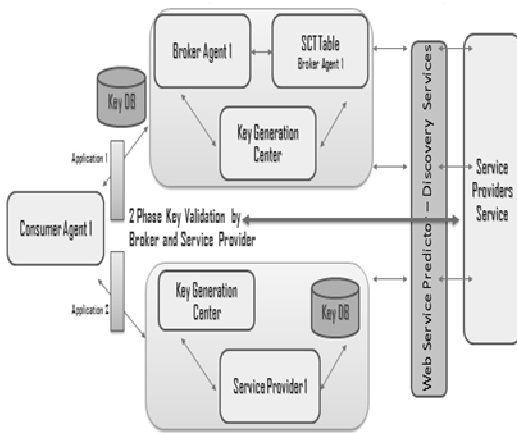 Broker Agent 1
SCT Table
Broker Agent 1
Key DB
Key Generation
Center
Application 1
Consumer Agent 1
2 Phase Key Validation by
Broker and Service Provider
Application 2
Key Generation
Center
Key DB
Service Provider 1
Web Service Predictor – Discovery Services
Service
Providers
Service